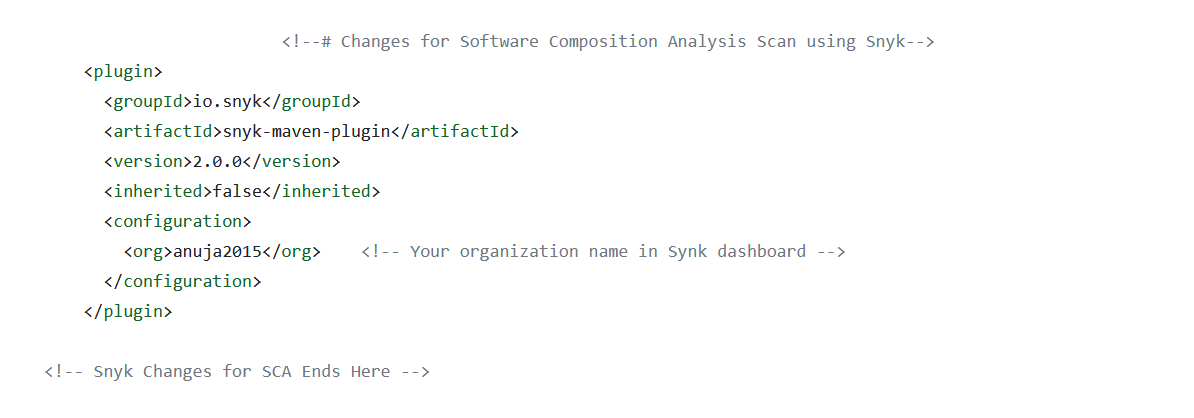 <!--# Changes for Software Composition Analysis Scan using Snyk-->
<plugin>
<groupId>io.snyk</groupId>
<artifactId>snyk-maven-plugin</artifactId>
<version>2.0.0</version>
<inherited>false</inherited>
<configuration>
<org>anuja2015</org> <!-- Your organization name in Synk dashboard -->
</configuration>
</plugin>
<!-- Snyk Changes for SCA Ends Here -->